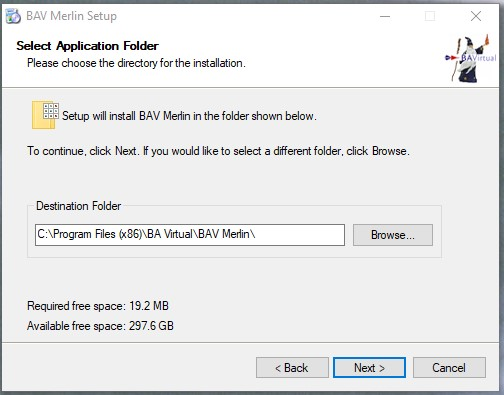 BAV Merlin Setup
Select Application Folder
Please choose the directory for the installation.
BAVirtual
Setup will install BAV Merlin in the folder shown below.
To continue, click Next. If you would like to select a different folder, click Browse.
Destination Folder
C:\Program Files (x86)\BA Virtual\BAV Merlin\
Browse...
Required free space: 19.2 MB
Available free space: 297.6 GB
< Back
Next >
Cancel